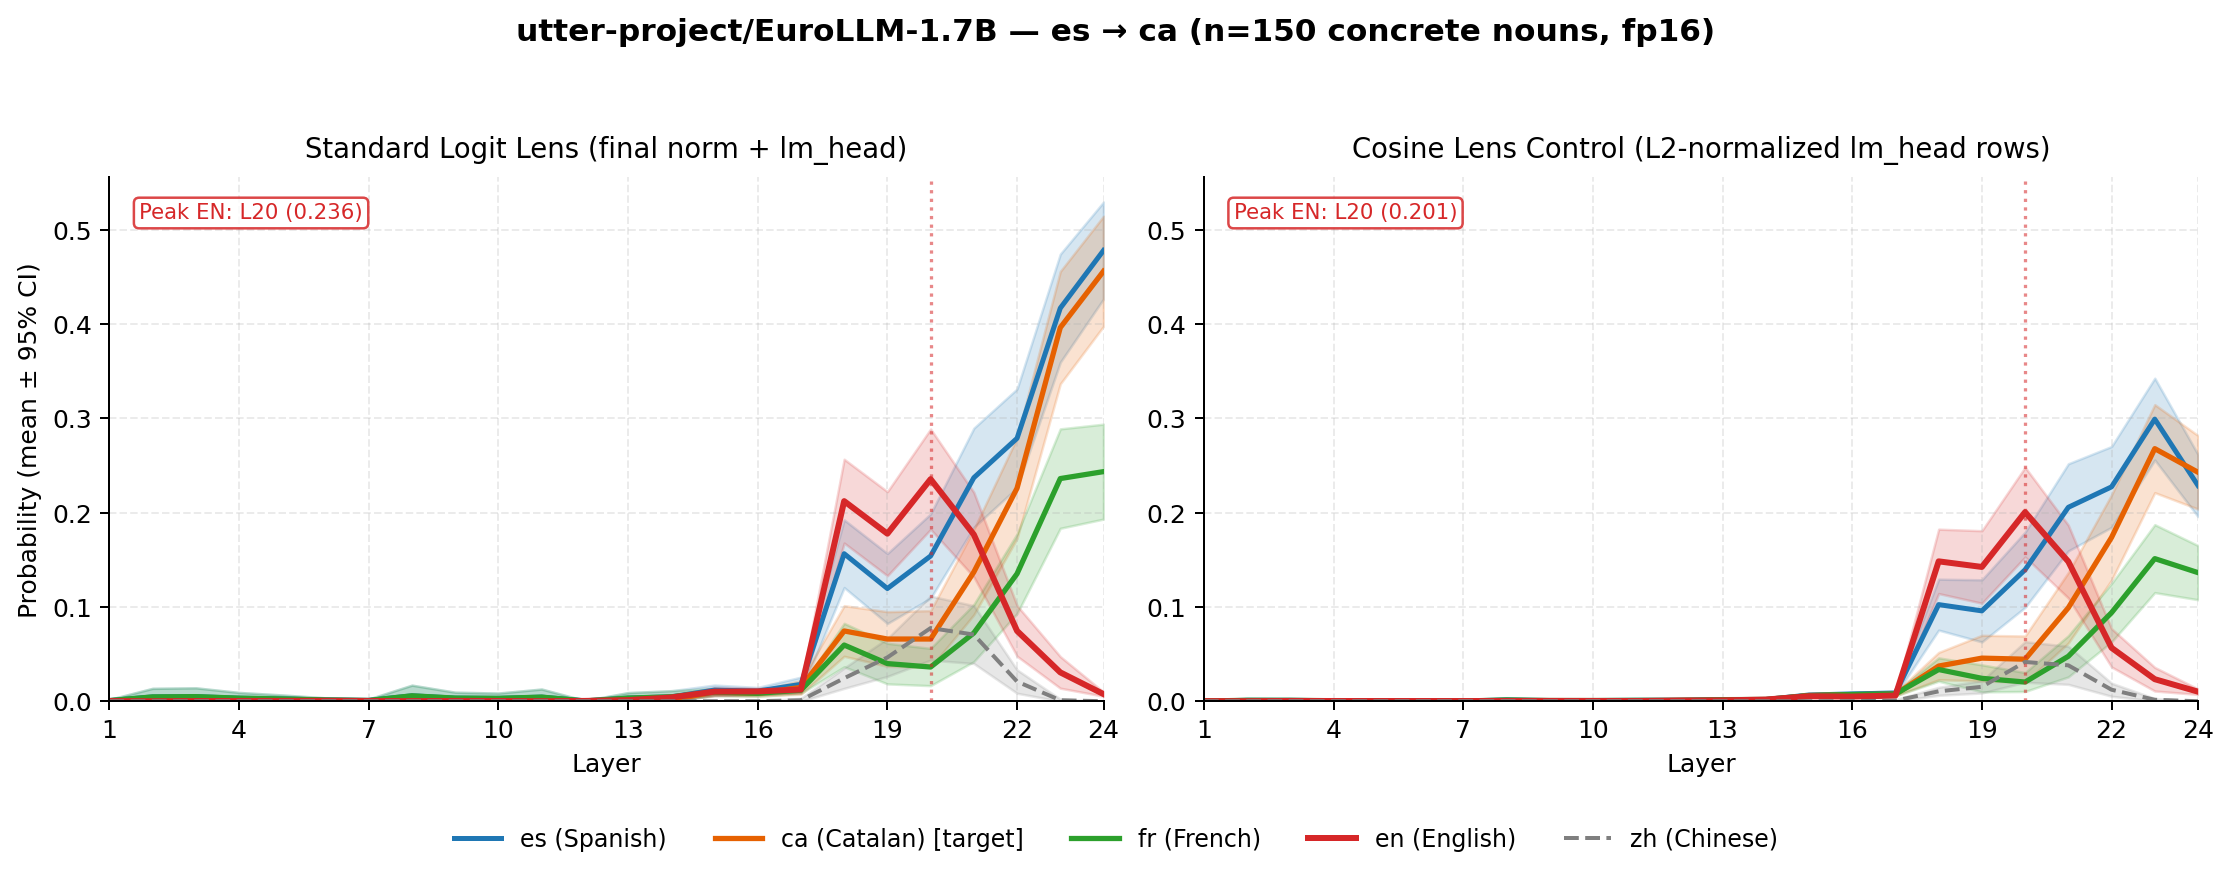 utter-project/EuroLLM-1.7B — es → ca (n=150 concrete nouns, fp16)
Standard Logit Lens (final norm + lm_head)
Peak EN: L20 (0.236)
Probability (mean ± 95% CI)
0.5
0.4
0.3
0.2
0.1
0.0
1 4 7 10 13 16 19 22 24
Layer
Cosine Lens Control (L2-normalized lm_head rows)
Peak EN: L20 (0.201)
0.5
0.4
0.3
0.2
0.1
0.0
1 4 7 10 13 16 19 22 24
Layer
es (Spanish) ca (Catalan) [target] fr (French) en (English) zh (Chinese)